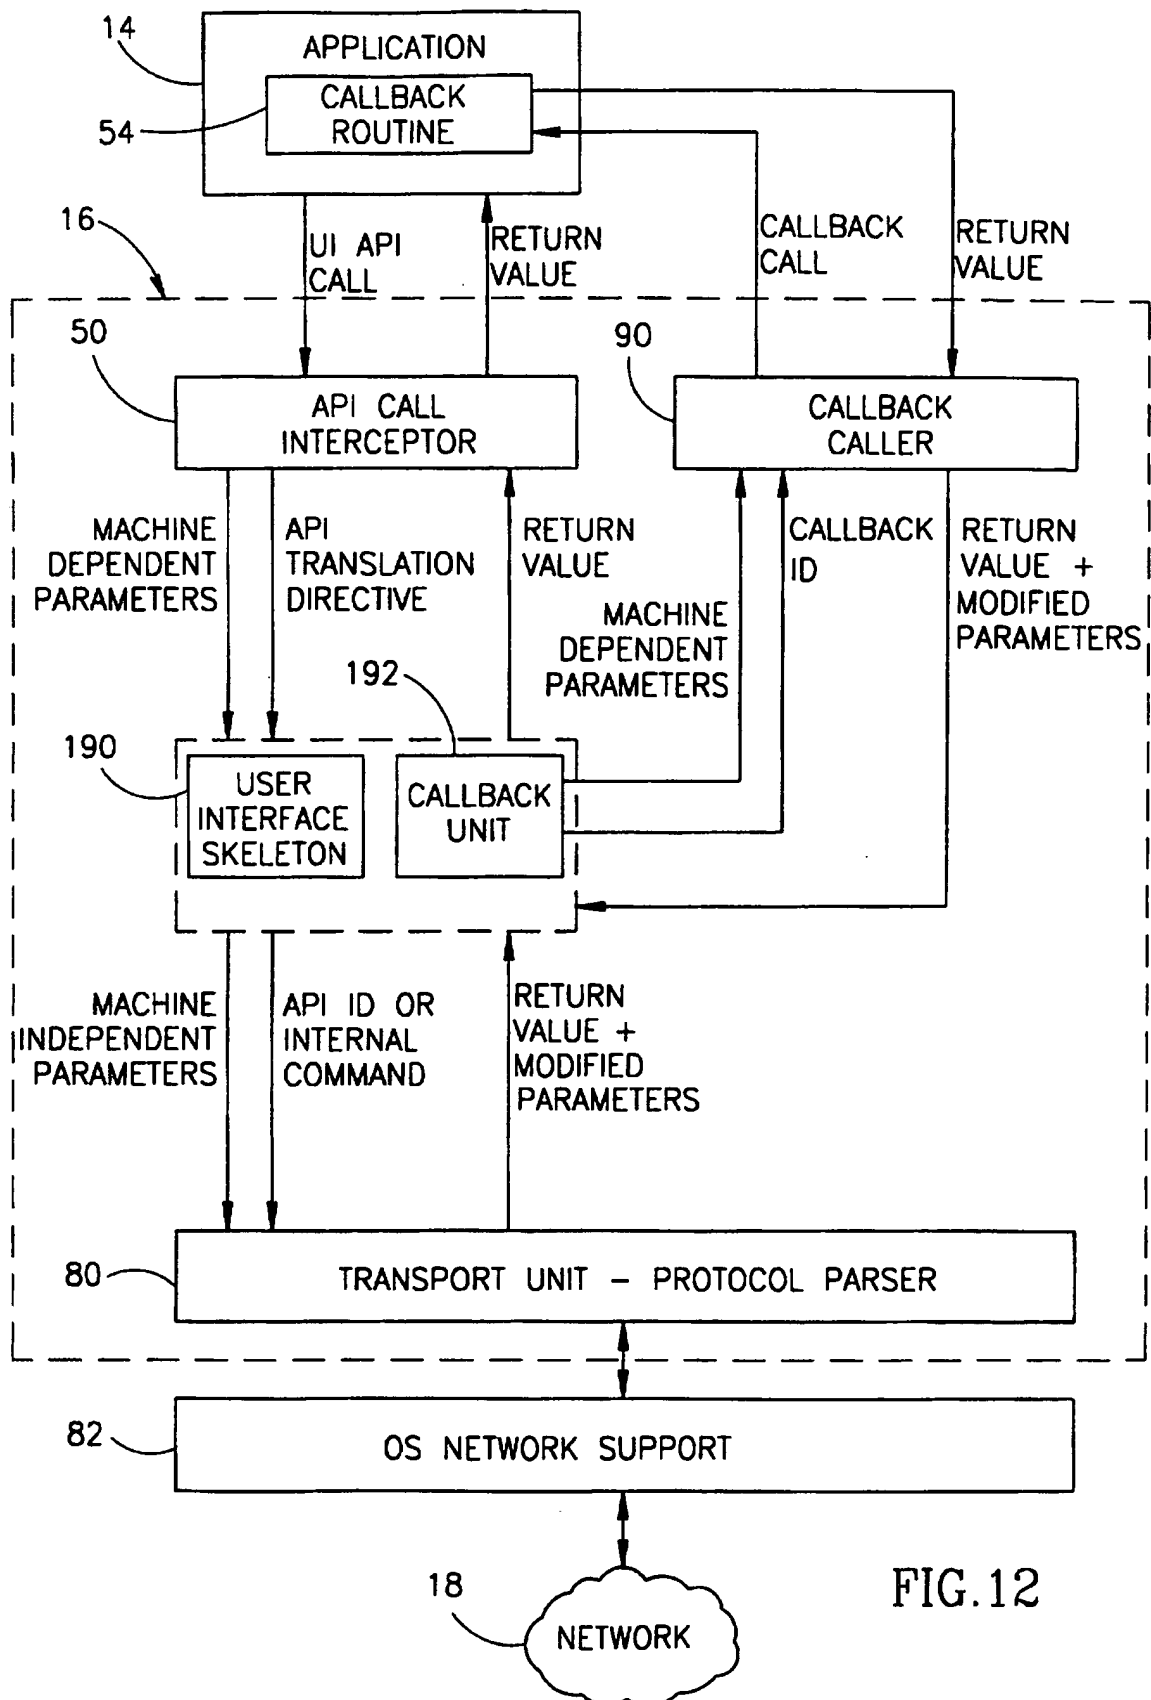 14
APPLICATION
CALLBACK
ROUTINE
54
16
UI API
CALL
RETURN
VALUE
CALLBACK
CALL
RETURN
VALUE
50
API CALL
INTERCEPTOR
90
CALLBACK
CALLER
MACHINE
DEPENDENT
PARAMETERS
API
TRANSLATION
DIRECTIVE
RETURN
VALUE
CALLBACK
ID
RETURN
VALUE +
MODIFIED
PARAMETERS
MACHINE
DEPENDENT
PARAMETERS
190
USER
INTERFACE
SKELETON
192
CALLBACK
UNIT
MACHINE
INDEPENDENT
PARAMETERS
API ID OR
INTERNAL
COMMAND
RETURN
VALUE +
MODIFIED
PARAMETERS
80
TRANSPORT UNIT – PROTOCOL PARSER
82
OS NETWORK SUPPORT
18
NETWORK
FIG.12